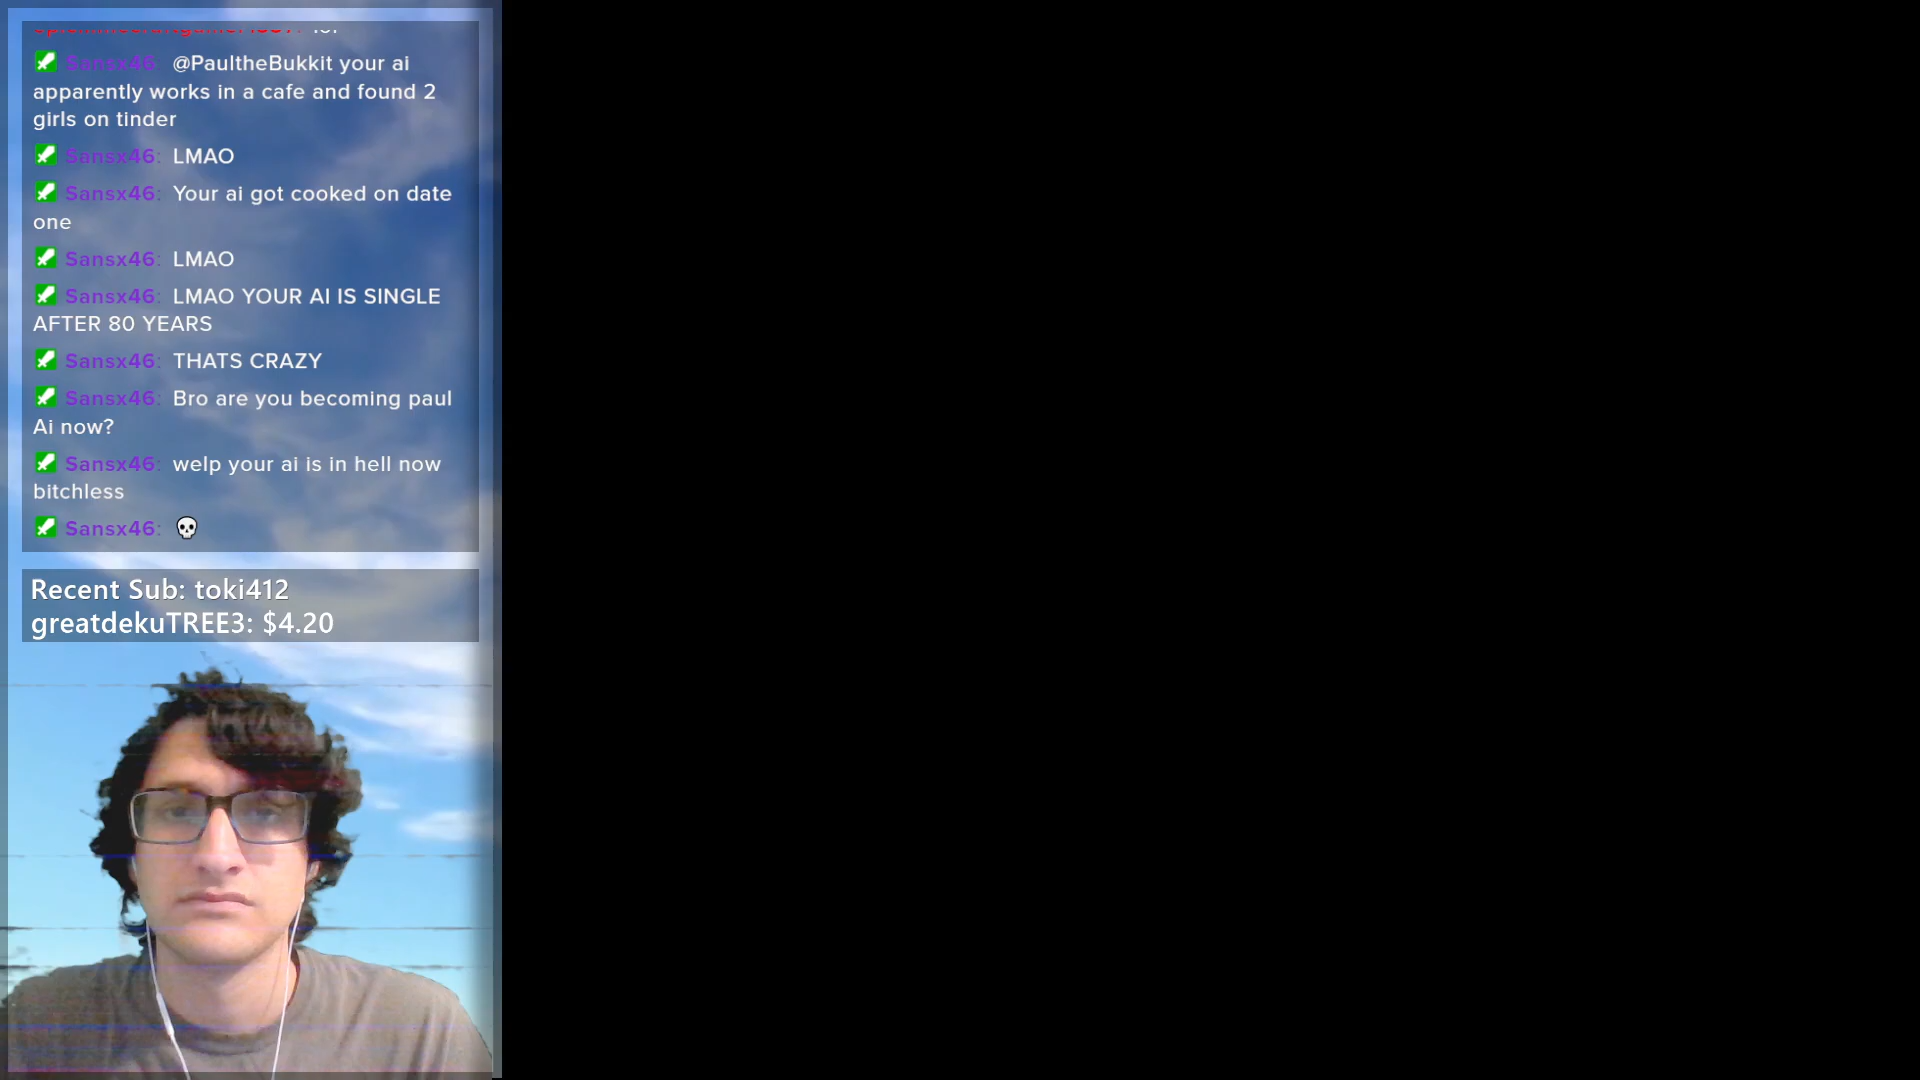 Sansx46: @PaultheBukkit your ai
apparently works in a cafe and found 2
girls on tinder
Sansx46: LMAO
Sansx46: Your ai got cooked on date
one
Sansx46: LMAO
Sansx46: LMAO YOUR AI IS SINGLE
AFTER 80 YEARS
Sansx46: THATS CRAZY
Sansx46: Bro are you becoming paul
Ai now?
Sansx46: welp your ai is in hell now
bitchless
Sansx46: 💀
Recent Sub: toki412
greatdekuTREE3: $4.20